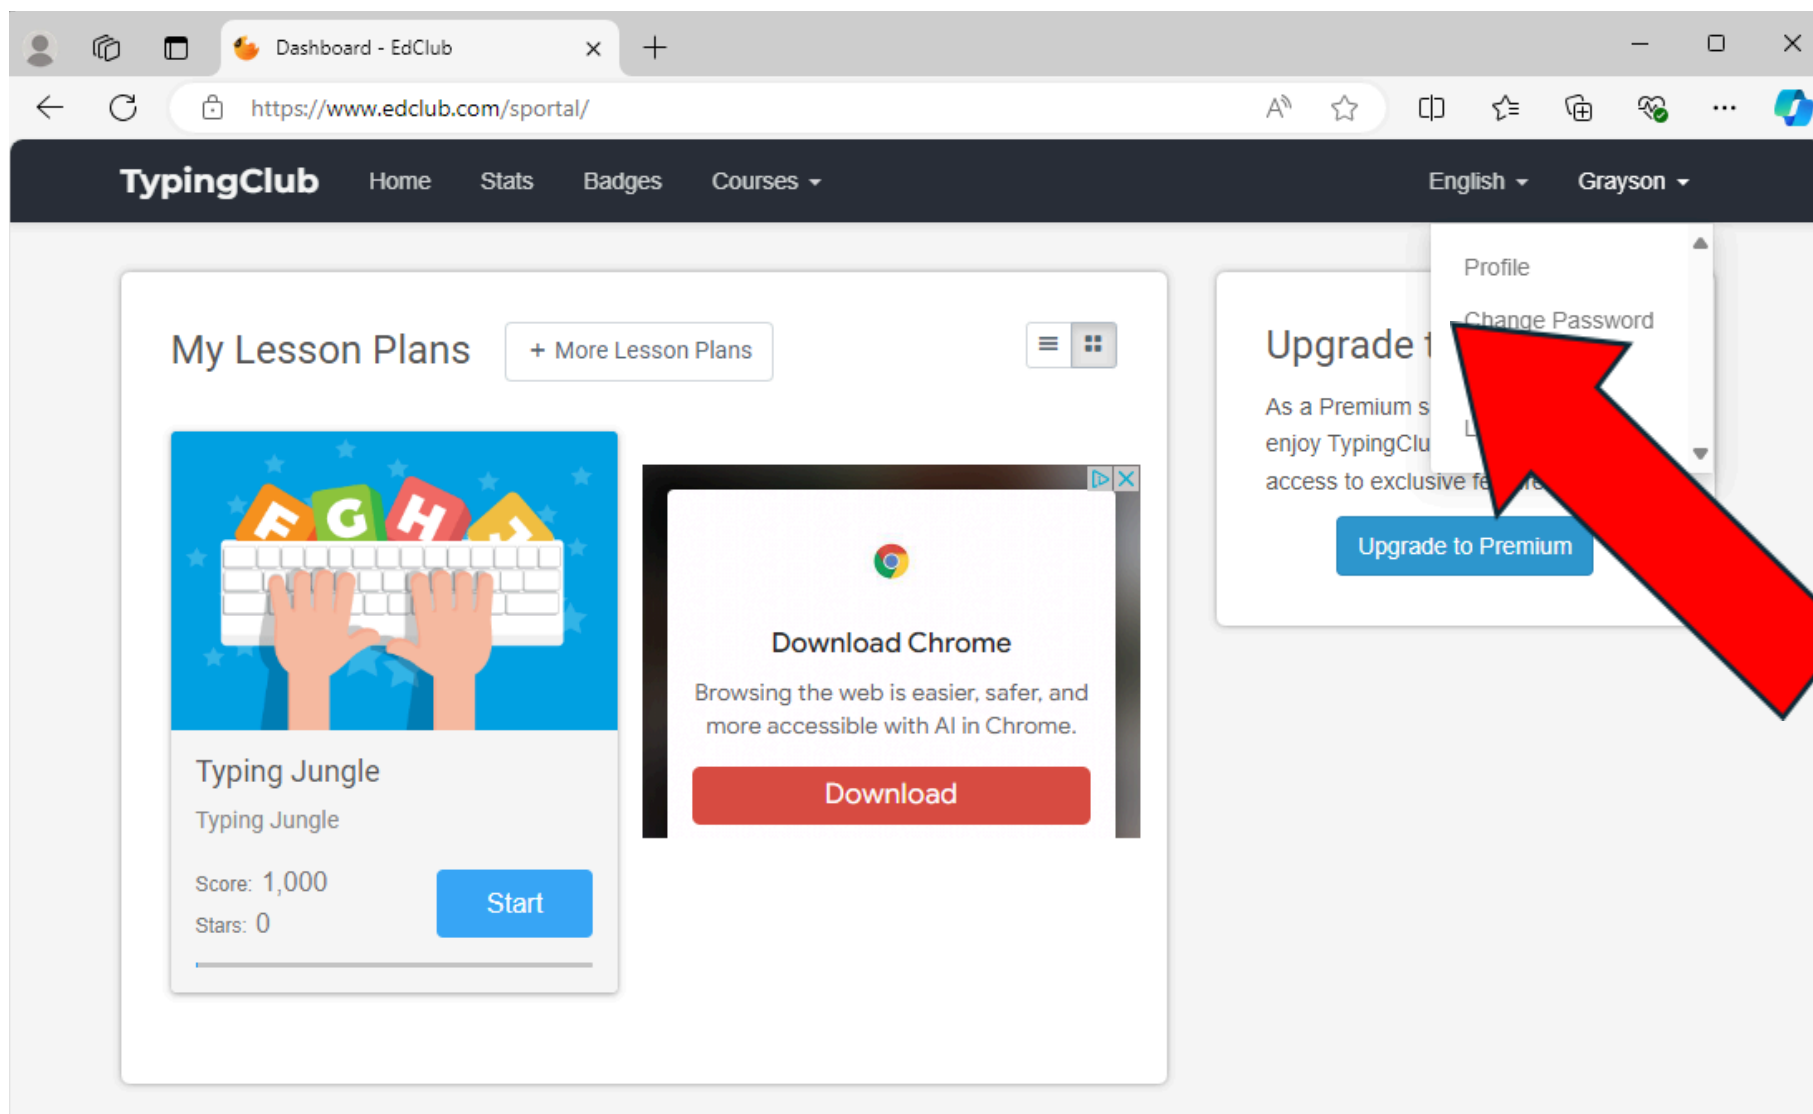 Dashboard - EdClub
https://www.edclub.com/sportal/
TypingClub Home Stats Badges Courses English Grayson
Profile
Change Password
My Lesson Plans + More Lesson Plans
Upgrade
As a Premium
enjoy
access to exclusive
Upgrade to Premium
F G H J
Download Chrome
Browsing the web is easier, safer, and
more accessible with AI in Chrome.
Download
Typing Jungle
Typing Jungle
Score: 1,000
Stars: 0
Start